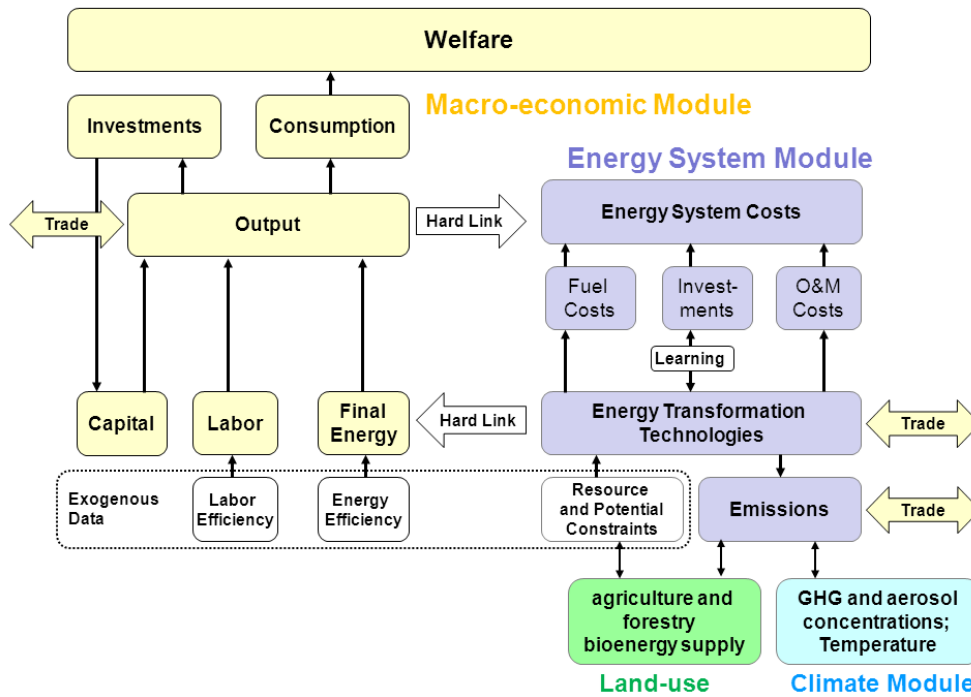 Welfare
Macro-economic Module
Investments
Consumption
Energy System Module
Trade
Output
Hard Link
Energy System Costs
Fuel
Costs
Invest-
ments
O&M
Costs
Learning
Capital
Labor
Final
Energy
Hard Link
Energy Transformation
Technologies
Trade
Exogenous
Data
Labor
Efficiency
Energy
Efficiency
Resource
and Potential
Constraints
Emissions
Trade
agriculture and
forestry
bioenergy supply
GHG and aerosol
concentrations;
Temperature
Land-use
Climate Module